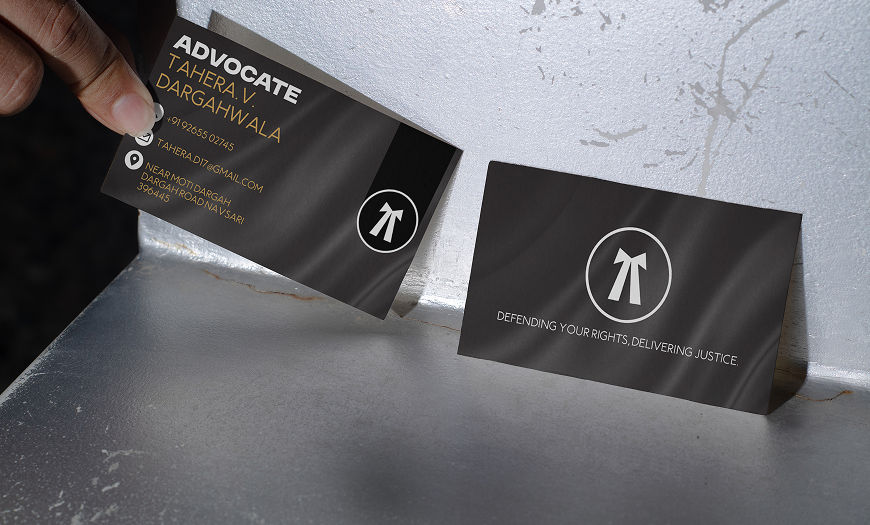 ADVOCATE
TAHERA. V.
DARGAHWALA
+91 92655 02745
TAHERA.D17@GMAIL.COM
NEAR MOTI DARGAH
DARGAH ROAD NAVSARI
396445
DEFENDING YOUR RIGHTS, DELIVERING JUSTICE.